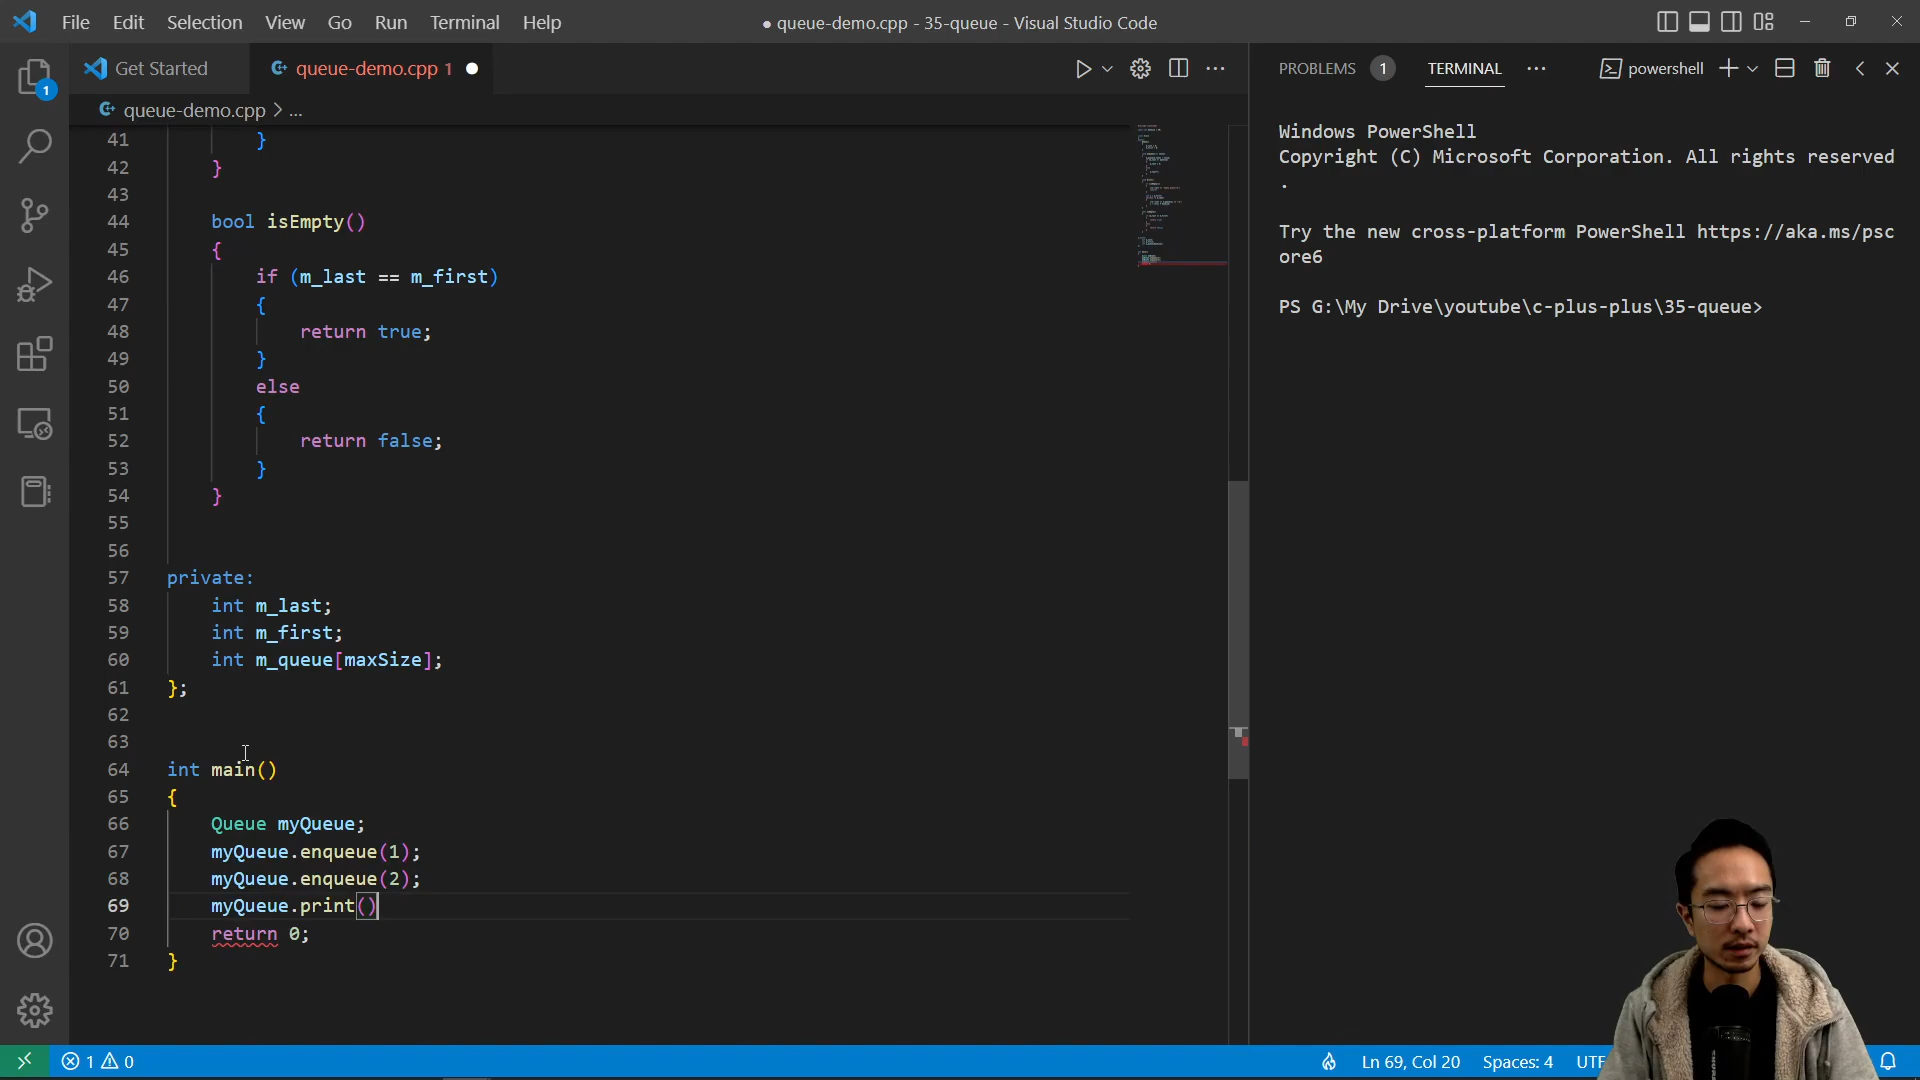 File Edit Selection View Go Run Terminal Help
● queue-demo.cpp - 35-queue - Visual Studio Code
Get Started
queue-demo.cpp 1
PROBLEMS 1 TERMINAL
powershell
queue-demo.cpp > ...
41 }
42 }
43
44 bool isEmpty()
45 {
46 if (m_last == m_first)
47 {
48 return true;
49 }
50 else
51 {
52 return false;
53 }
54 }
55
56
57 private:
58 int m_last;
59 int m_first;
60 int m_queue[maxSize];
61 };
62
63
64 int main()
65 {
66 Queue myQueue;
67 myQueue.enqueue(1);
68 myQueue.enqueue(2);
69 myQueue.print()
70 return 0;
71 }
Windows PowerShell
Copyright (C) Microsoft Corporation. All rights reserved
.
Try the new cross-platform PowerShell https://aka.ms/psc
ore6
PS G:\My Drive\youtube\c-plus-plus\35-queue>
1
1 0
Ln 69, Col 20 Spaces: 4